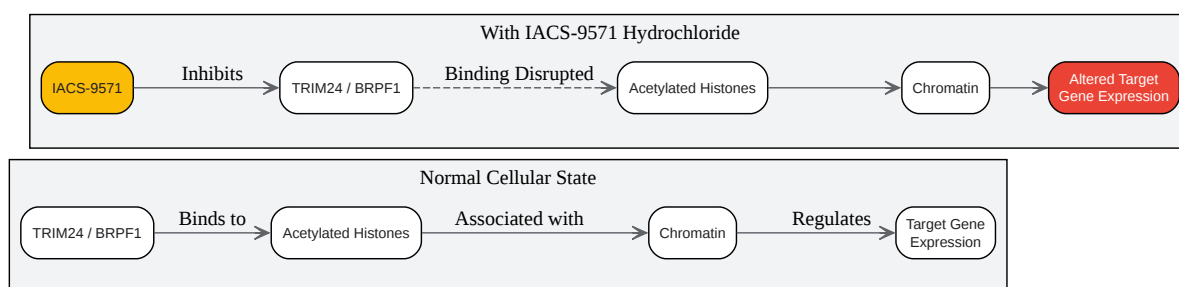 With IACS-9571 Hydrochloride
IACS-9571
Inhibits
TRIM24 / BRPF1
Binding Disrupted
Acetylated Histones
Chromatin
Altered Target
Gene Expression
Normal Cellular State
TRIM24 / BRPF1
Binds to
Acetylated Histones
Associated with
Chromatin
Regulates
Target Gene
Expression